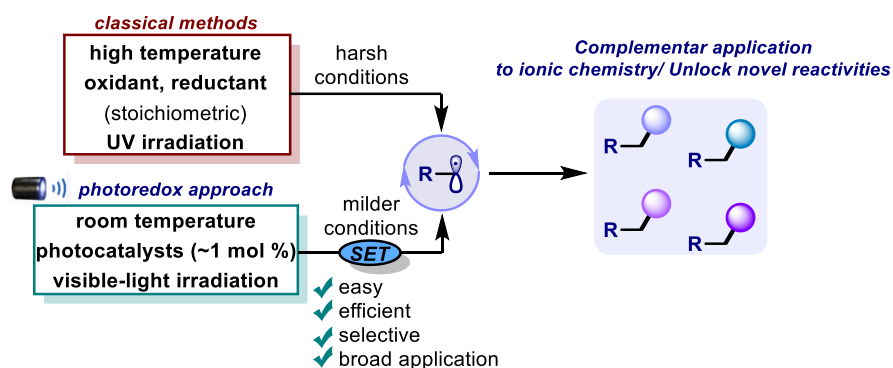 classical methods
high temperature
oxidant, reductant
(stoichiometric)
UV irradiation
harsh
conditions
photoredox approach
room temperature
photocatalysts (~1 mol %)
visible-light irradiation
milder
conditions
SET
easy
efficient
selective
broad application
R
Complementar application
to ionic chemistry/ Unlock novel reactivities
R
R
R
R